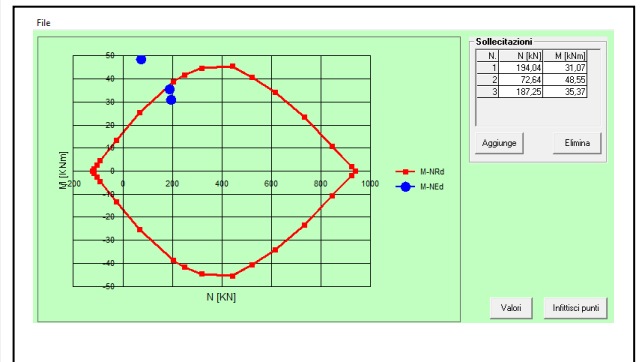 File
50
40
30
20
10
0
-10
-20
-30
-40
-50
-200
0
200
400
600
800
1000
M [KNm]
N [KN]
M-NRd
M-NEd
Sollecitazioni
N. N [kN] M [kNm]
1 194,04 31,07
2 72,64 48,55
3 187,25 35,37
Aggiunge Elimina
Valori Infittisci punti